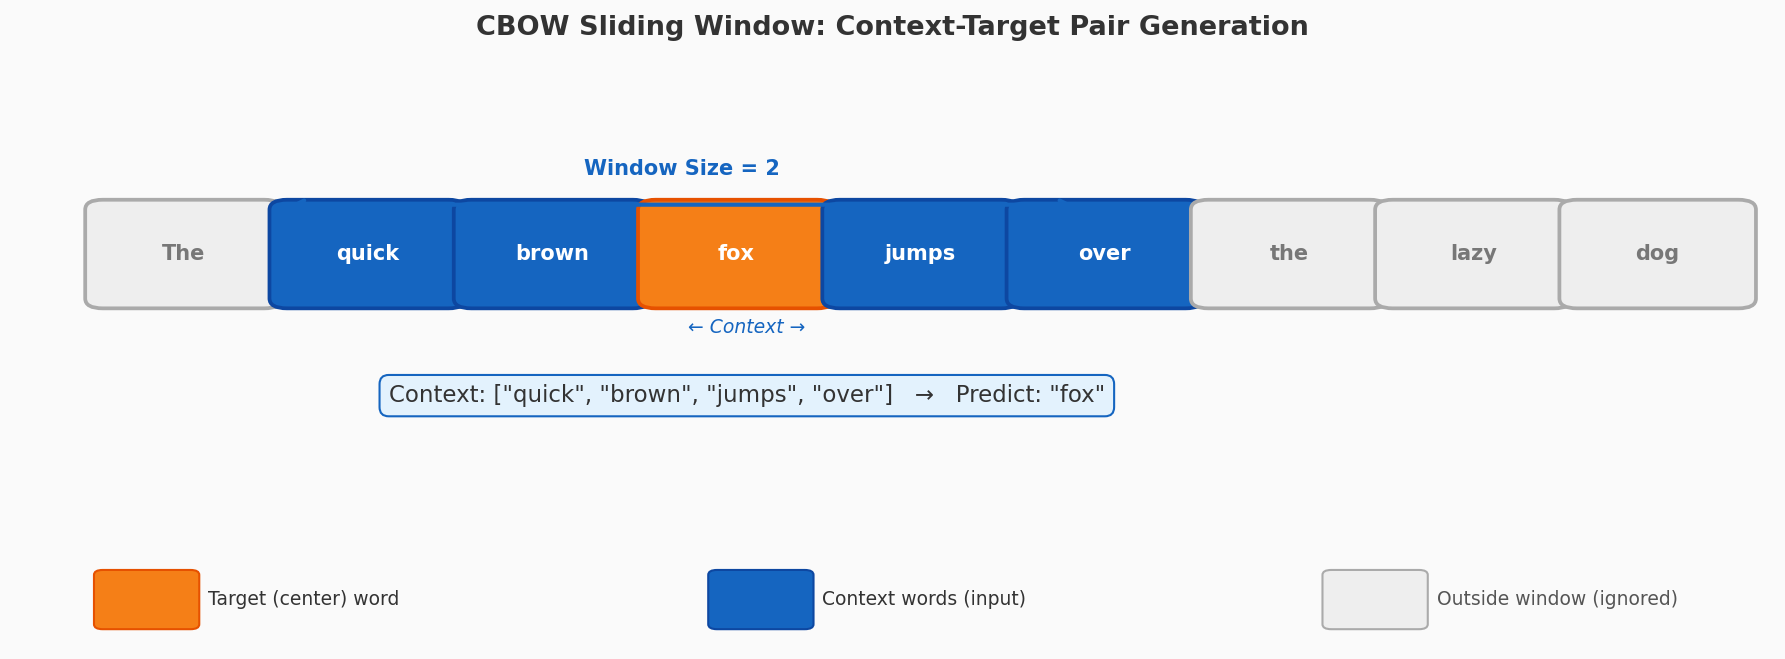 CBOW Sliding Window: Context-Target Pair Generation
Window Size = 2
The quick brown fox jumps over the lazy dog
← Context →
Context: ["quick", "brown", "jumps", "over"] → Predict: "fox"
Target (center) word Context words (input) Outside window (ignored)